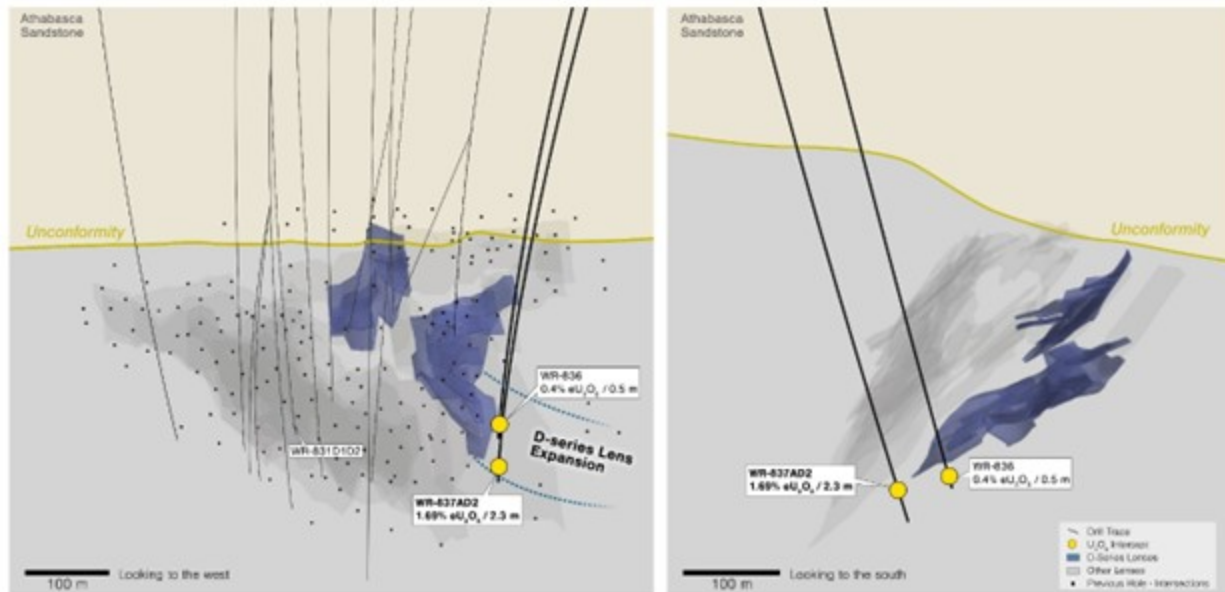 Athabasca
Sandstone
Unconformity
WR-836
0.4% eU₃O₈ / 0.5 m
D-series Lens
Expansion
WR-831D1D2
WR-837AD2
1.69% eU₃O₈ / 2.3 m
100 m
Looking to the west
Athabasca
Sandstone
Unconformity
WR-837AD2
1.69% eU₃O₈ / 2.3 m
WR-836
0.4% eU₃O₈ / 0.5 m
100 m
Looking to the south
Drill Trace
U₃O₈ Intersect
D-Series Lenses
Other Lenses
Previous Hole - Intersections